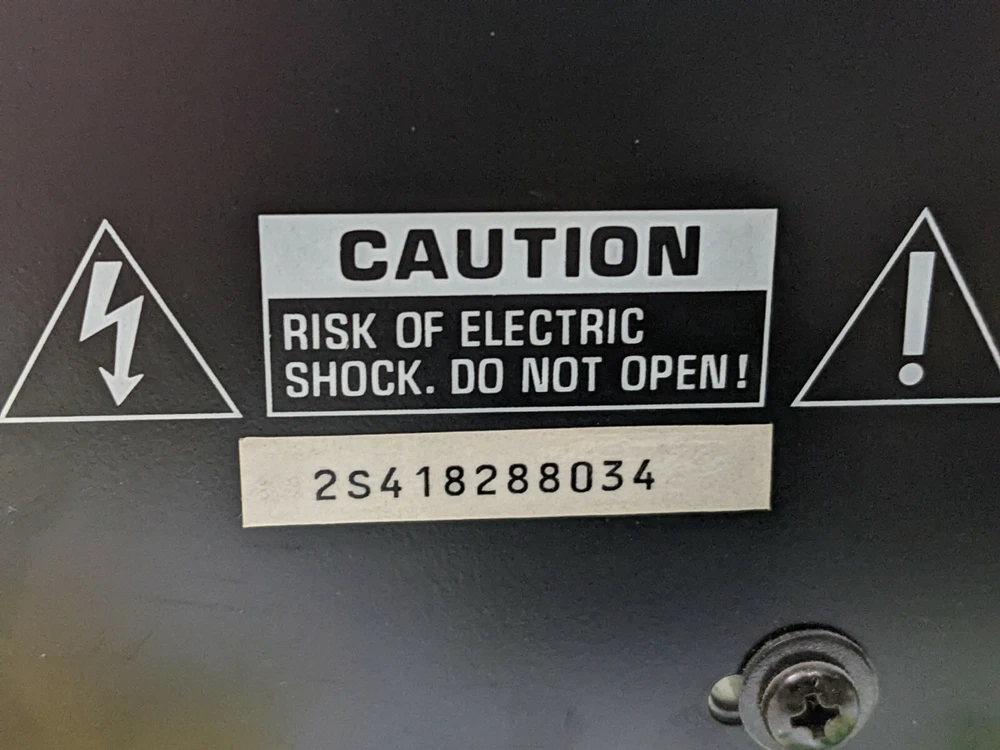 CAUTION
RISK OF ELECTRIC
SHOCK. DO NOT OPEN!
2S418288034